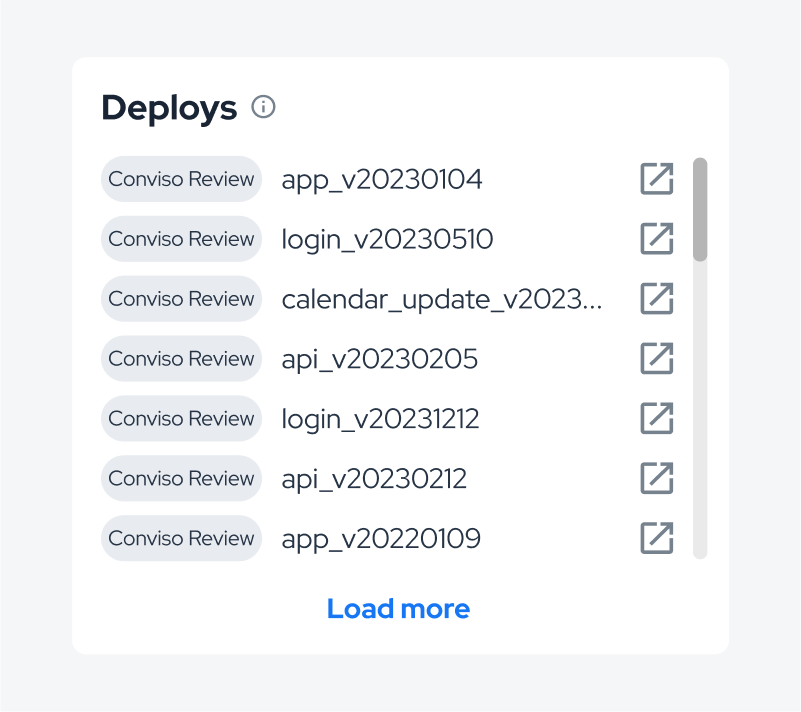 Deploys
Conviso Review app_v20230104
Conviso Review login_v20230510
Conviso Review calendar_update_v2023...
Conviso Review api_v20230205
Conviso Review login_v20231212
Conviso Review api_v20230212
Conviso Review app_v20220109
Load more